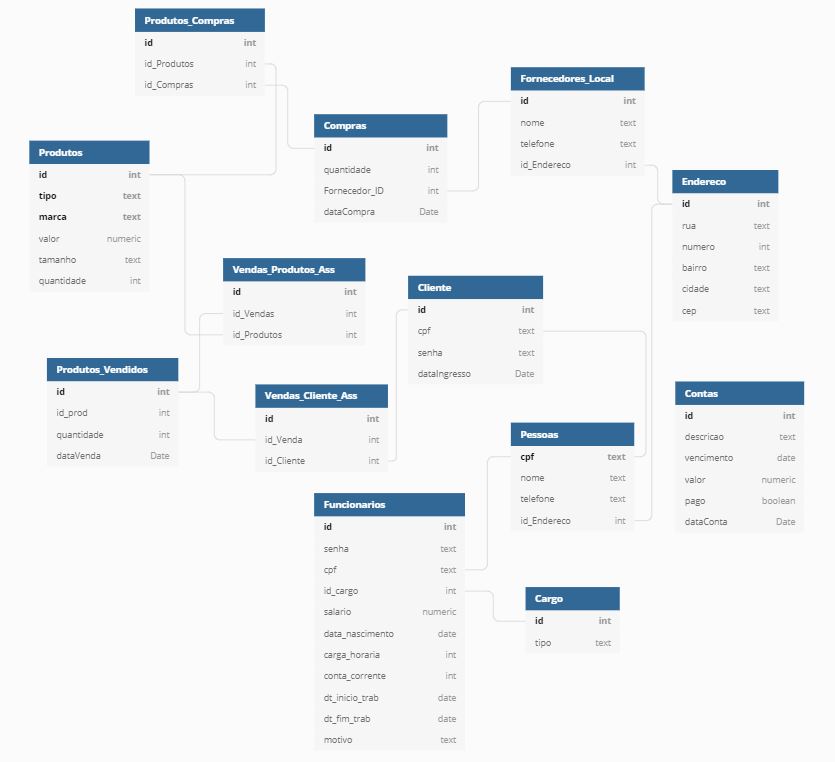 Produtos_Compras
id int
id_Produtos int
id_Compras int
Fornecedores_Local
id int
nome text
telefone text
id_Endereco int
Compras
id int
quantidade int
Fornecedor_ID int
dataCompra Date
Produtos
id int
tipo text
marca text
valor numeric
tamanho text
quantidade int
Endereco
id int
rua text
numero int
bairro text
cidade text
cep text
Vendas_Produtos_Ass
id int
id_Vendas int
id_Produtos int
Cliente
id int
cpf text
senha text
dataIngresso Date
Produtos_Vendidos
id int
id_prod int
quantidade int
dataVenda Date
Vendas_Cliente_Ass
id int
id_Venda int
id_Cliente int
Contas
id int
descricao text
vencimento date
valor numeric
pago boolean
dataConta Date
Pessoas
cpf text
nome text
telefone text
id_Endereco int
Funcionarios
id int
senha text
cpf text
id_cargo int
salario numeric
data_nascimento date
carga_horaria int
conta_corrente int
dt_inicio_trab date
dt_fim_trab date
motivo text
Cargo
id int
tipo text